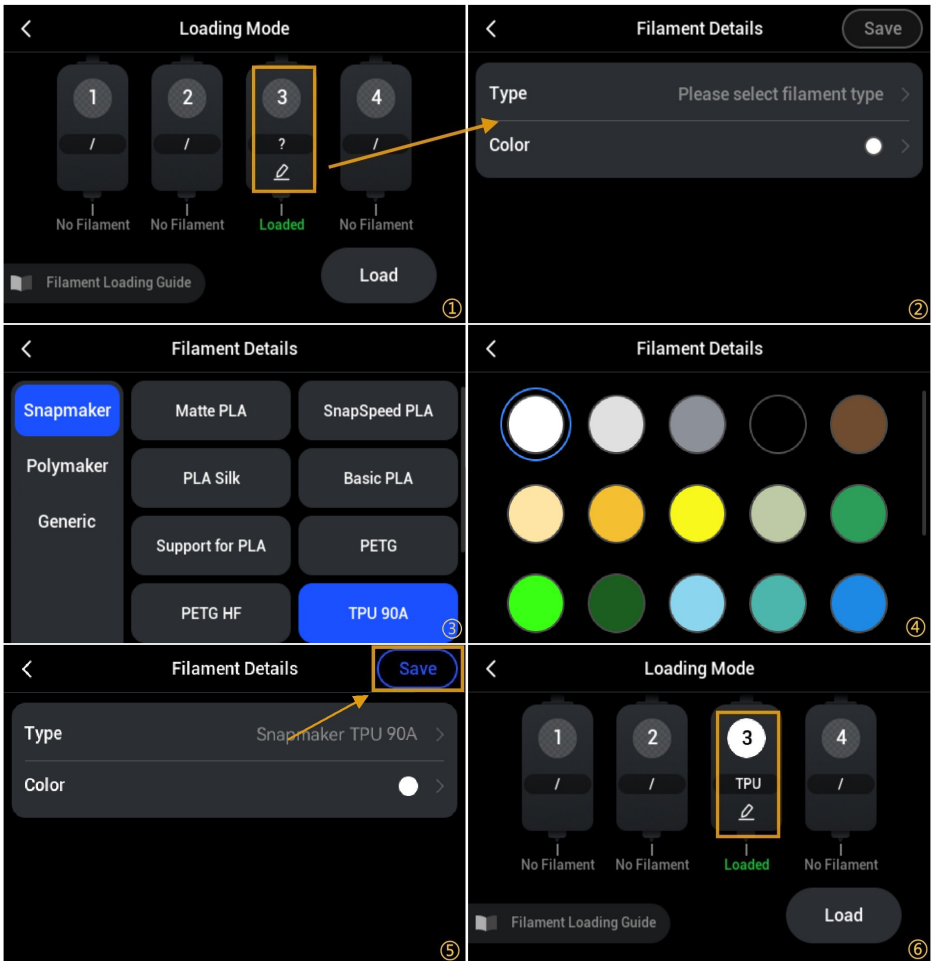 Loading Mode
1 2 3 4
/ / ? /
No Filament No Filament Loaded No Filament
Filament Loading Guide Load
①
Filament Details Save
Type Please select filament type
Color
②
Filament Details
Snapmaker Matte PLA SnapSpeed PLA
Polymaker PLA Silk Basic PLA
Generic Support for PLA PETG
PETG HF TPU 90A
③
Filament Details
④
Filament Details Save
Type Snapmaker TPU 90A
Color
⑤
Loading Mode
1 2 3 4
/ / TPU /
No Filament No Filament Loaded No Filament
Filament Loading Guide Load
⑥